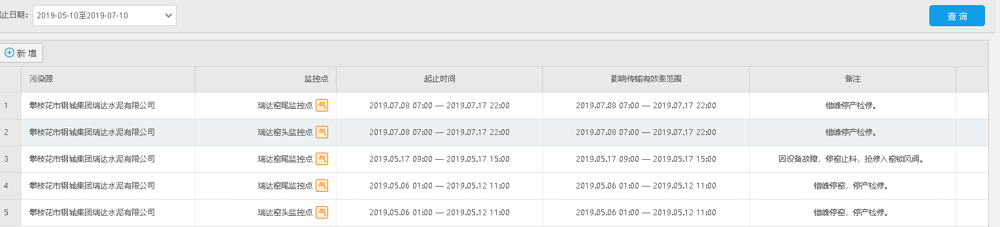 起止日期： 2019-05-10至2019-07-10 查 询
新 增
污染源 监控点 起止时间 影响传输有效率范围 备注
1 攀枝花市钢城集团瑞达水泥有限公司 瑞达窑尾监控点 气 2019.07.08 07:00 — 2019.07.17 22:00 2019.07.08 07:00 — 2019.07.17 22:00 错峰停产检修。
2 攀枝花市钢城集团瑞达水泥有限公司 瑞达窑头监控点 气 2019.07.08 07:00 — 2019.07.17 22:00 2019.07.08 07:00 — 2019.07.17 22:00 错峰停产检修。
3 攀枝花市钢城集团瑞达水泥有限公司 瑞达窑尾监控点 气 2019.05.17 09:00 — 2019.05.17 15:00 2019.05.17 09:00 — 2019.05.17 15:00 因设备故障，停窑止料，抢修入窑锁风阀。
4 攀枝花市钢城集团瑞达水泥有限公司 瑞达窑尾监控点 气 2019.05.06 01:00 — 2019.05.12 11:00 2019.05.06 01:00 — 2019.05.12 11:00 错峰停窑，停产检修。
5 攀枝花市钢城集团瑞达水泥有限公司 瑞达窑头监控点 气 2019.05.06 01:00 — 2019.05.12 11:00 2019.05.06 01:00 — 2019.05.12 11:00 错峰停窑，停产检修。